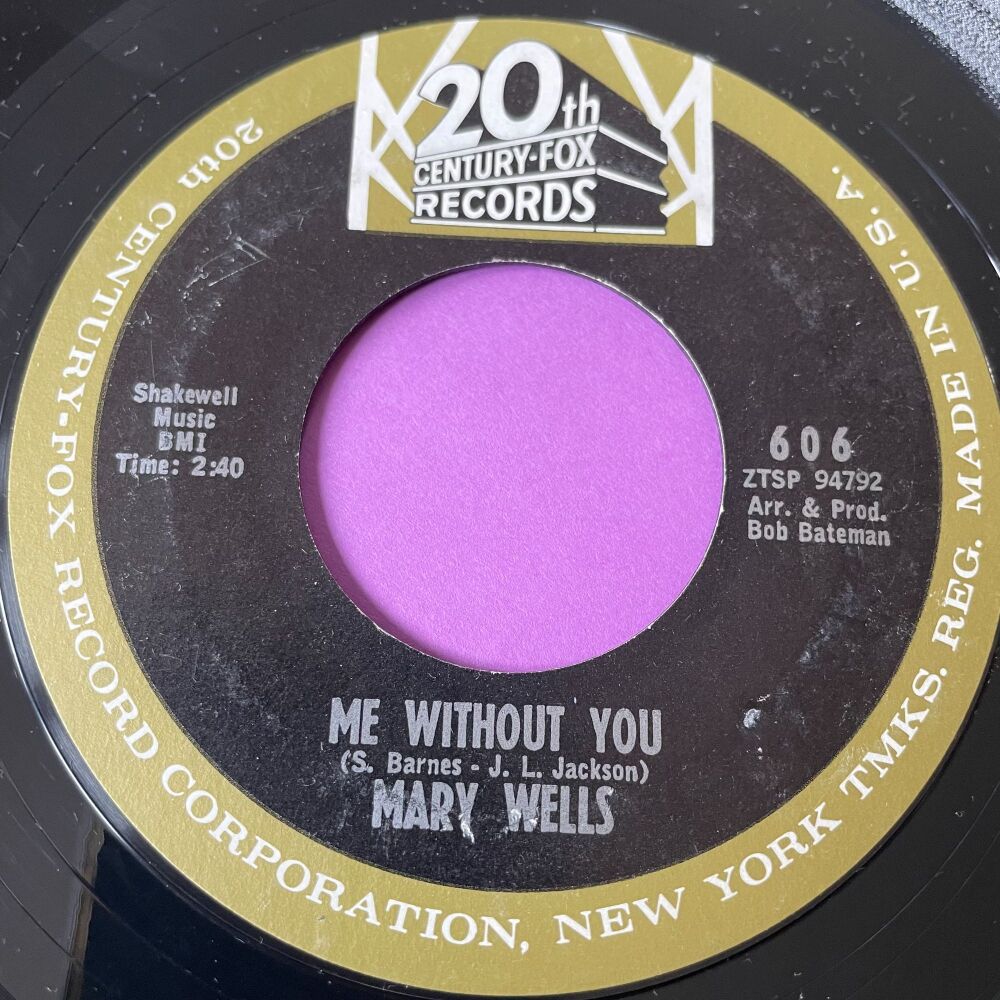 20th
CENTURY-FOX
RECORDS
Shakewell
Music
BMI
Time: 2:40
606
ZTSP 94792
Arr. & Prod.
Bob Bateman
ME WITHOUT YOU
(S. Barnes - J. L. Jackson)
MARY WELLS
20th CENTURY-FOX RECORD CORPORATION, NEW YORK TMKS. REG. MADE IN U. S. A.